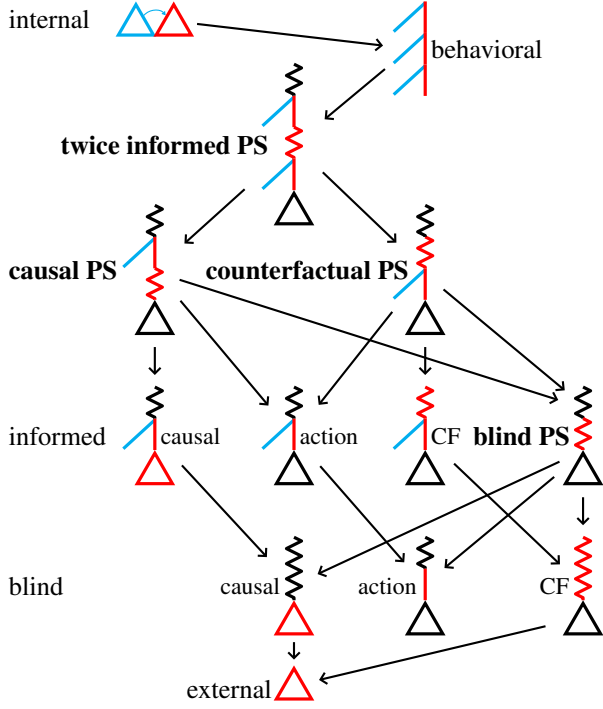 internal
behavioral
twice informed PS
causal PS
counterfactual PS
informed
causal
action
CF
blind PS
blind
causal
action
CF
external